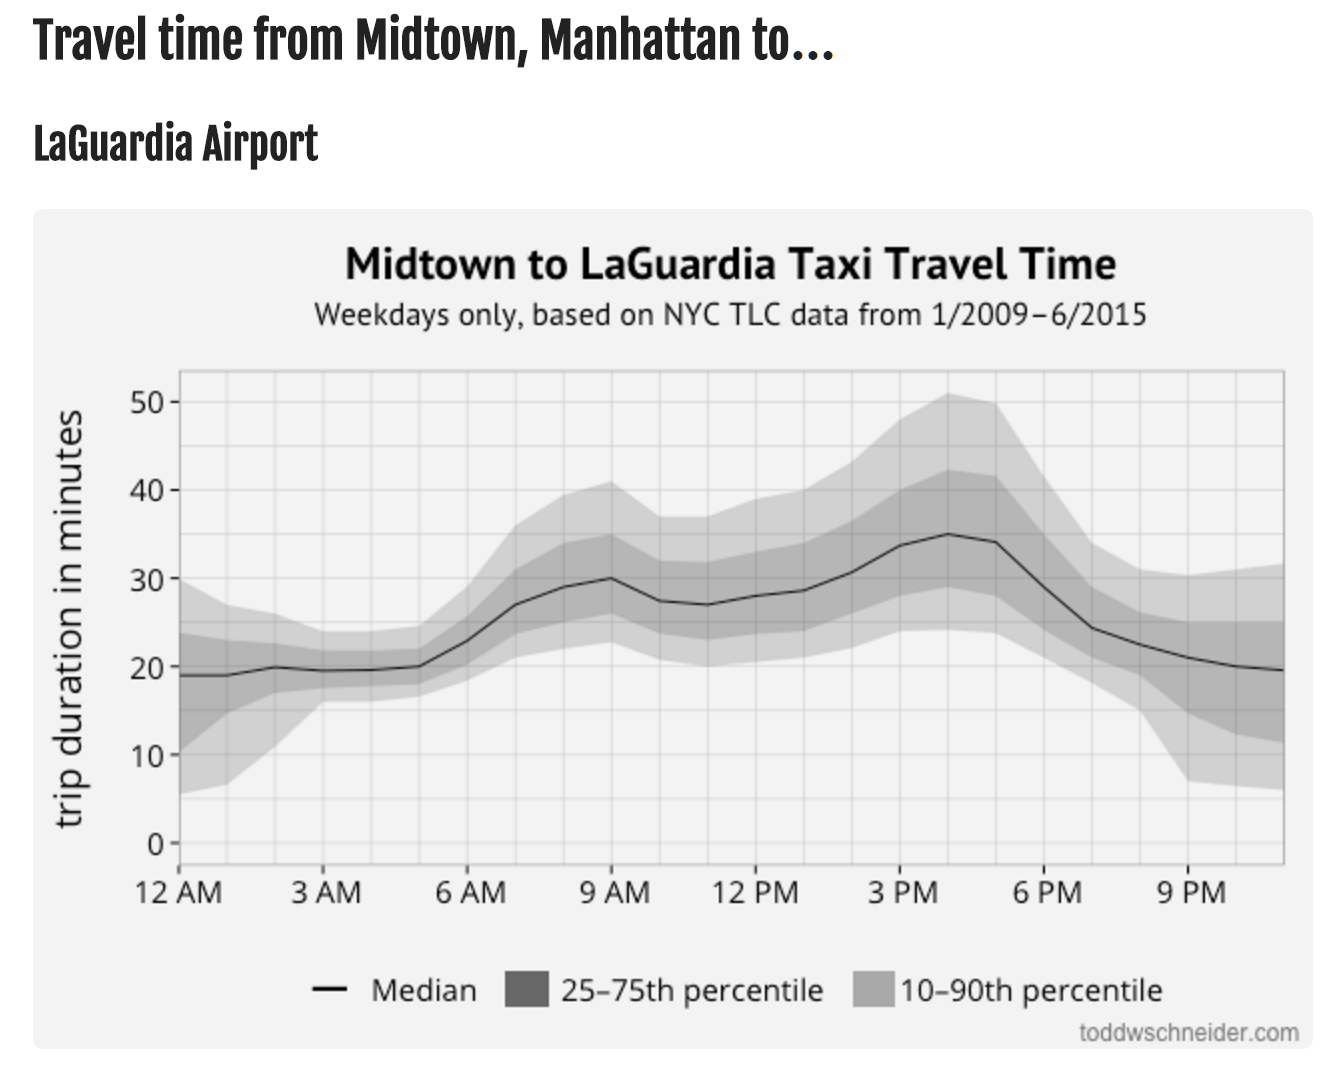 Travel time from Midtown, Manhattan to…
LaGuardia Airport
Midtown to LaGuardia Taxi Travel Time
Weekdays only, based on NYC TLC data from 1/2009–6/2015
trip duration in minutes
50
40
30
20
10
0
12 AM 3 AM 6 AM 9 AM 12 PM 3 PM 6 PM 9 PM
Median 25–75th percentile 10–90th percentile
toddwschneider.com